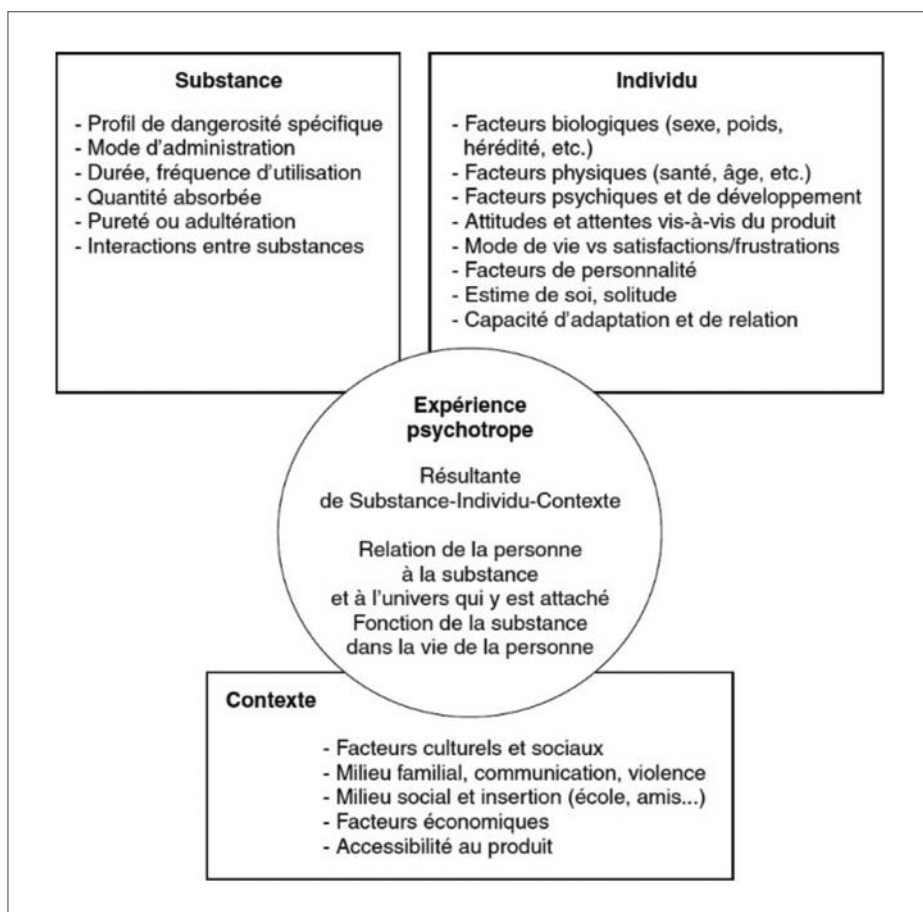 Substance
- Profil de dangerosité spécifique
- Mode d'administration
- Durée, fréquence d'utilisation
- Quantité absorbée
- Pureté ou adultération
- Interactions entre substances
Individu
- Facteurs biologiques (sexe, poids,
hérédité, etc.)
- Facteurs physiques (santé, âge, etc.)
- Facteurs psychiques et de développement
- Attitudes et attentes vis-à-vis du produit
- Mode de vie vs satisfactions/frustrations
- Facteurs de personnalité
- Estime de soi, solitude
- Capacité d'adaptation et de relation
Expérience
psychotrope
Résultante
de Substance-Individu-Contexte
Relation de la personne
à la substance
et à l'univers qui y est attaché
Fonction de la substance
dans la vie de la personne
Contexte
- Facteurs culturels et sociaux
- Milieu familial, communication, violence
- Milieu social et insertion (école, amis...)
- Facteurs économiques
- Accessibilité au produit